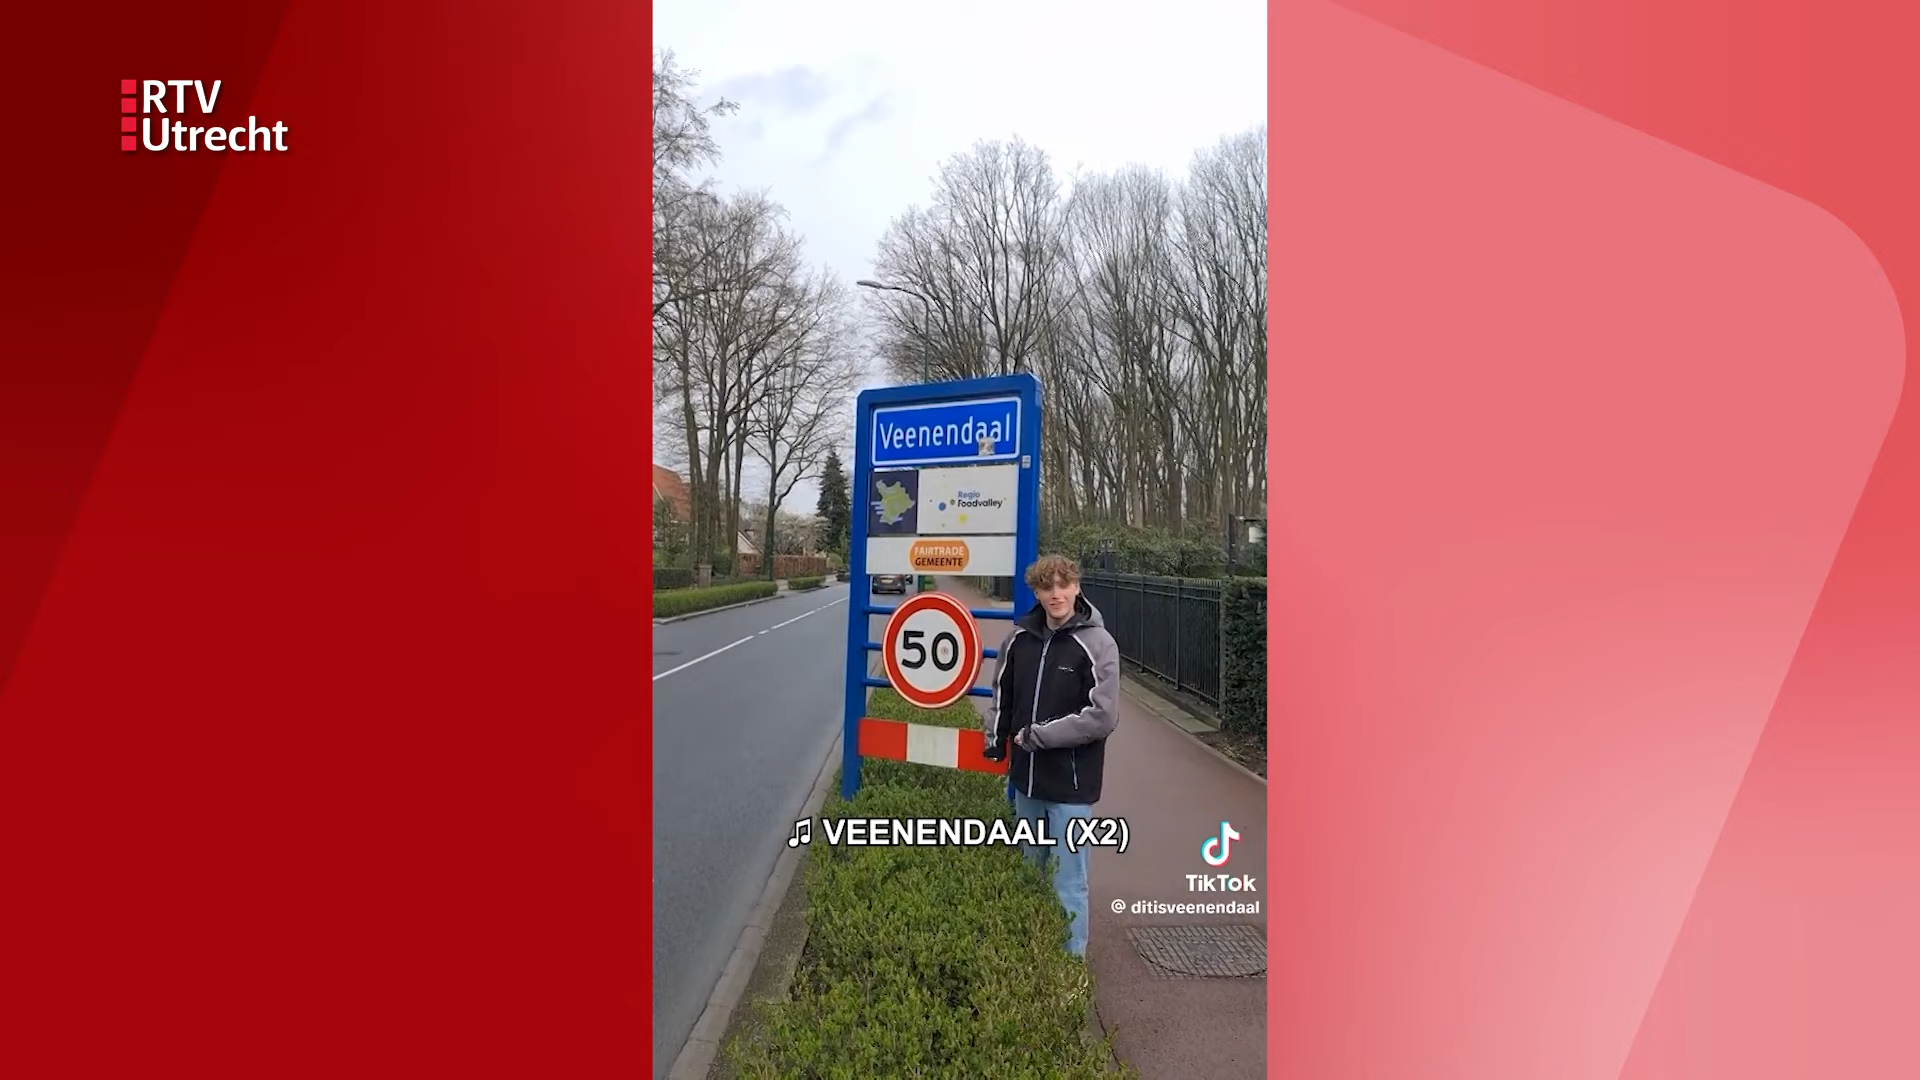 RTV
Utrecht
Veenendaal
Regio
Foodvalley
FAIRTRADE
GEMEENTE
50
♫ VEENENDAAL (X2)
TikTok
@ ditisveenendaal